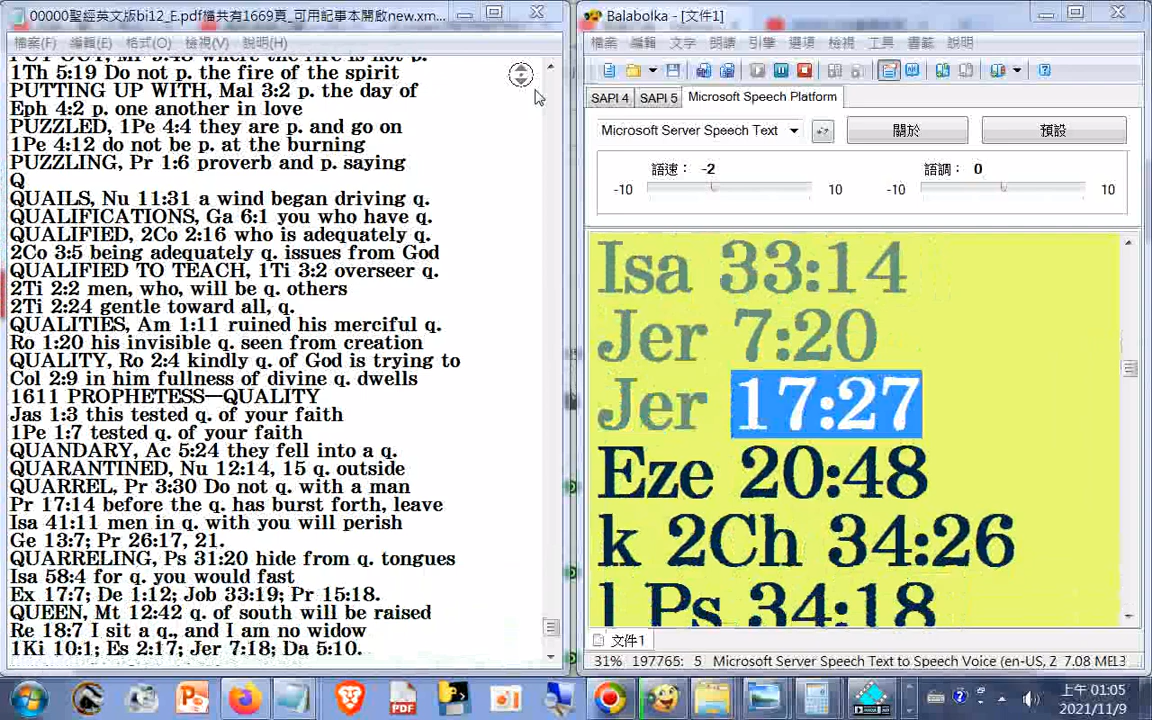 00000聖經英文版bi12_E.pdf檔共有1669頁_可用記事本開啟new.xm...
檔案(F) 編輯(E) 格式(O) 檢視(V) 說明(H)
1Th 5:19 Do not p. the fire of the spirit
PUTTING UP WITH, Mal 3:2 p. the day of
Eph 4:2 p. one another in love
PUZZLED, 1Pe 4:4 they are p. and go on
1Pe 4:12 do not be p. at the burning
PUZZLING, Pr 1:6 proverb and p. saying
Q
QUAILS, Nu 11:31 a wind began driving q.
QUALIFICATIONS, Ga 6:1 you who have q.
QUALIFIED, 2Co 2:16 who is adequately q.
2Co 3:5 being adequately q. issues from God
QUALIFIED TO TEACH, 1Ti 3:2 overseer q.
2Ti 2:2 men, who, will be q. others
2Ti 2:24 gentle toward all, q.
QUALITIES, Am 1:11 ruined his merciful q.
Ro 1:20 his invisible q. seen from creation
QUALITY, Ro 2:4 kindly q. of God is trying to
Col 2:9 in him fullness of divine q. dwells
1611 PROPHETESS—QUALITY
Jas 1:3 this tested q. of your faith
1Pe 1:7 tested q. of your faith
QUANDARY, Ac 5:24 they fell into a q.
QUARANTINED, Nu 12:14, 15 q. outside
QUARREL, Pr 3:30 Do not q. with a man
Pr 17:14 before the q. has burst forth, leave
Isa 41:11 men in q. with you will perish
Ge 13:7; Pr 26:17, 21.
QUARRELING, Ps 31:20 hide from q. tongues
Isa 58:4 for q. you would fast
Ex 17:7; De 1:12; Job 33:19; Pr 15:18.
QUEEN, Mt 12:42 q. of south will be raised
Re 18:7 I sit a q., and I am no widow
1Ki 10:1; Es 2:17; Jer 7:18; Da 5:10.
Balabolka - [文件1]
檔案 編輯 文字 朗讀 引擎 選項 檢視 工具 書籤 說明
SAPI 4 SAPI 5 Microsoft Speech Platform
Microsoft Server Speech Text 關於 預設
語速： -2 語調： 0
-10 10 -10 10
Isa 33:14
Jer 7:20
Jer 17:27
Eze 20:48
k 2Ch 34:26
l Ps 34:18
文件1
31% 197765: 5 Microsoft Server Speech Text to Speech Voice (en-US, 2 7.08 МБ
PDF
上午 01:05
2021/11/9